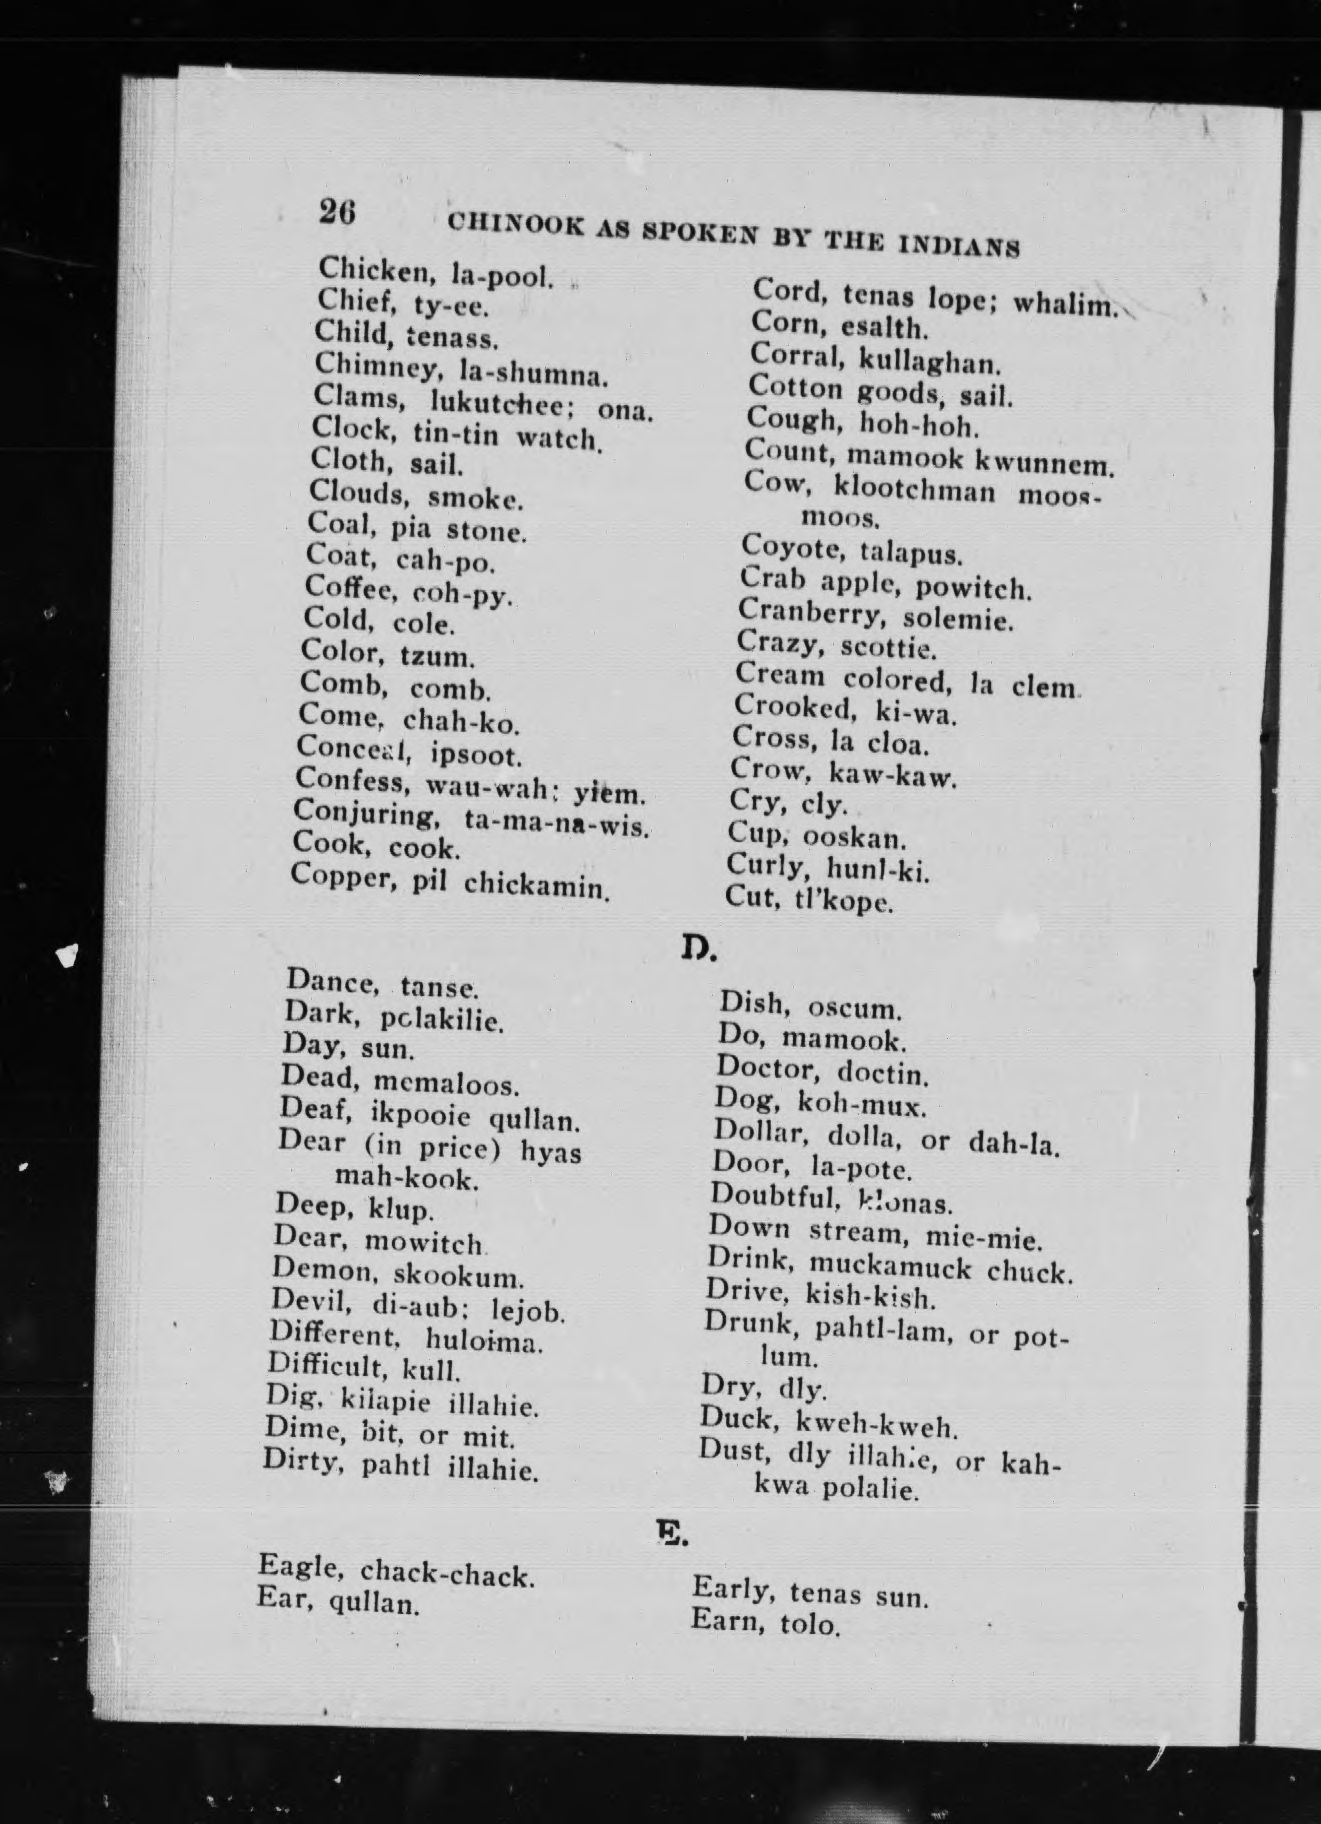 26 CHINOOK AS SPOKEN BY THE INDIANS
Chicken, la-pool.
Chief, ty-ee.
Child, tenass.
Chimney, la-shumna.
Clams, lukutchee; ona.
Clock, tin-tin watch.
Cloth, sail.
Clouds, smoke.
Coal, pia stone.
Coat, cah-po.
Coffee, coh-py.
Cold, cole.
Color, tzum.
Comb, comb.
Come, chah-ko.
Conceal, ipsoot.
Confess, wau-wah; yiem.
Conjuring, ta-ma-na-wis.
Cook, cook.
Copper, pil chickamin.
Cord, tenas lope; whalim.
Corn, esalth.
Corral, kullaghan.
Cotton goods, sail.
Cough, hoh-hoh.
Count, mamook kwunnem.
Cow, klootchman moos-
moos.
Coyote, talapus.
Crab apple, powitch.
Cranberry, solemie.
Crazy, scottie.
Cream colored, la clem.
Crooked, ki-wa.
Cross, la cloa.
Crow, kaw-kaw.
Cry, cly.
Cup, ooskan.
Curly, hunl-ki.
Cut, tl'kope.
D.
Dance, tanse.
Dark, polakilie.
Day, sun.
Dead, memaloos.
Deaf, ikpooie qullan.
Dear (in price) hyas
mah-kook.
Deep, klup.
Dear, mowitch.
Demon, skookum.
Devil, di-aub; lejob.
Different, huloima.
Difficult, kull.
Dig, kilapie illahie.
Dime, bit, or mit.
Dirty, pahtl illahie.
Dish, oscum.
Do, mamook.
Doctor, doctin.
Dog, koh-mux.
Dollar, dolla, or dah-la.
Door, la-pote.
Doubtful, klonas.
Down stream, mie-mie.
Drink, muckamuck chuck.
Drive, kish-kish.
Drunk, pahtl-lam, or pot-
lum.
Dry, dly.
Duck, kweh-kweh.
Dust, dly illahie, or kah-
kwa polalie.
E.
Eagle, chack-chack.
Ear, qullan.
Early, tenas sun.
Earn, tolo.